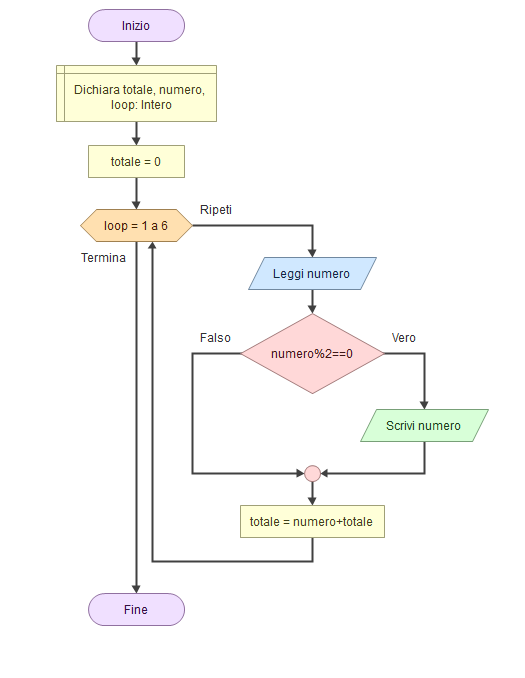 Inizio
Dichiara totale, numero,
loop: Intero
totale = 0
loop = 1 a 6
Ripeti
Termina
Leggi numero
Falso
numero%2==0
Vero
Scrivi numero
totale = numero+totale
Fine